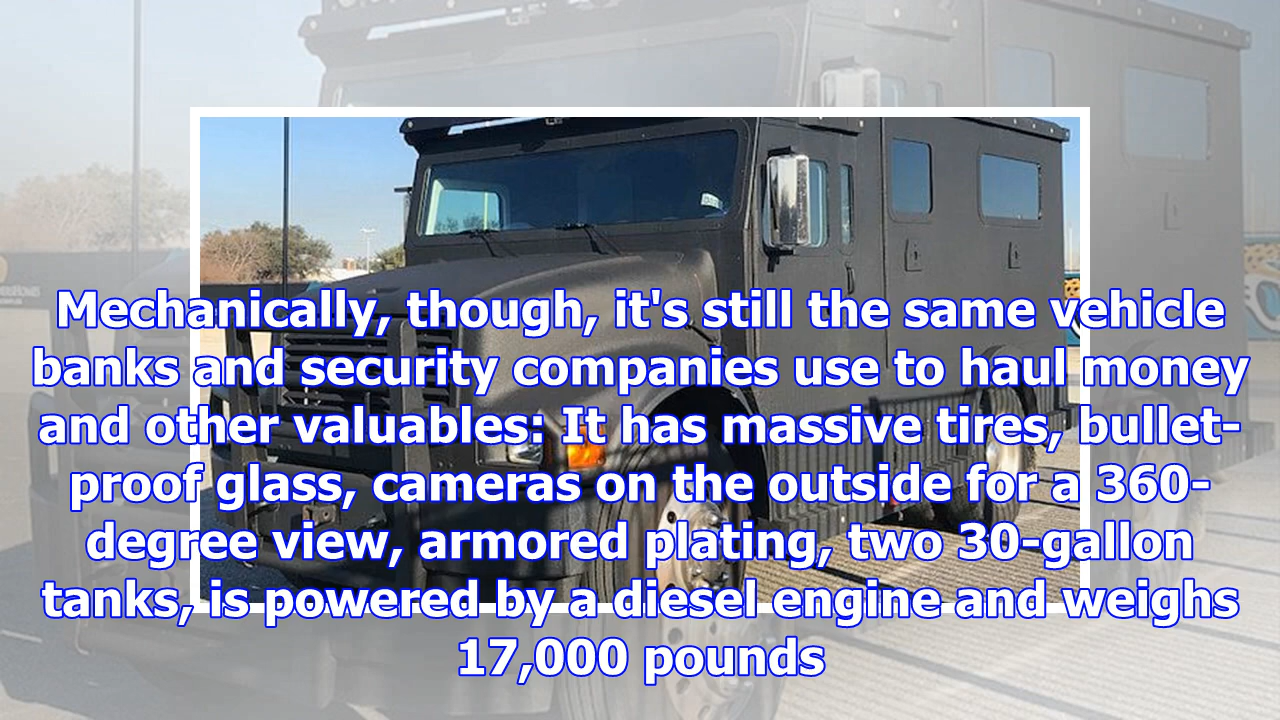 Mechanically, though, it's still the same vehicle
banks and security companies use to haul money
and other valuables: It has massive tires, bullet-
proof glass, cameras on the outside for a 360-
degree view, armored plating, two 30-gallon
tanks, is powered by a diesel engine and weighs
17,000 pounds